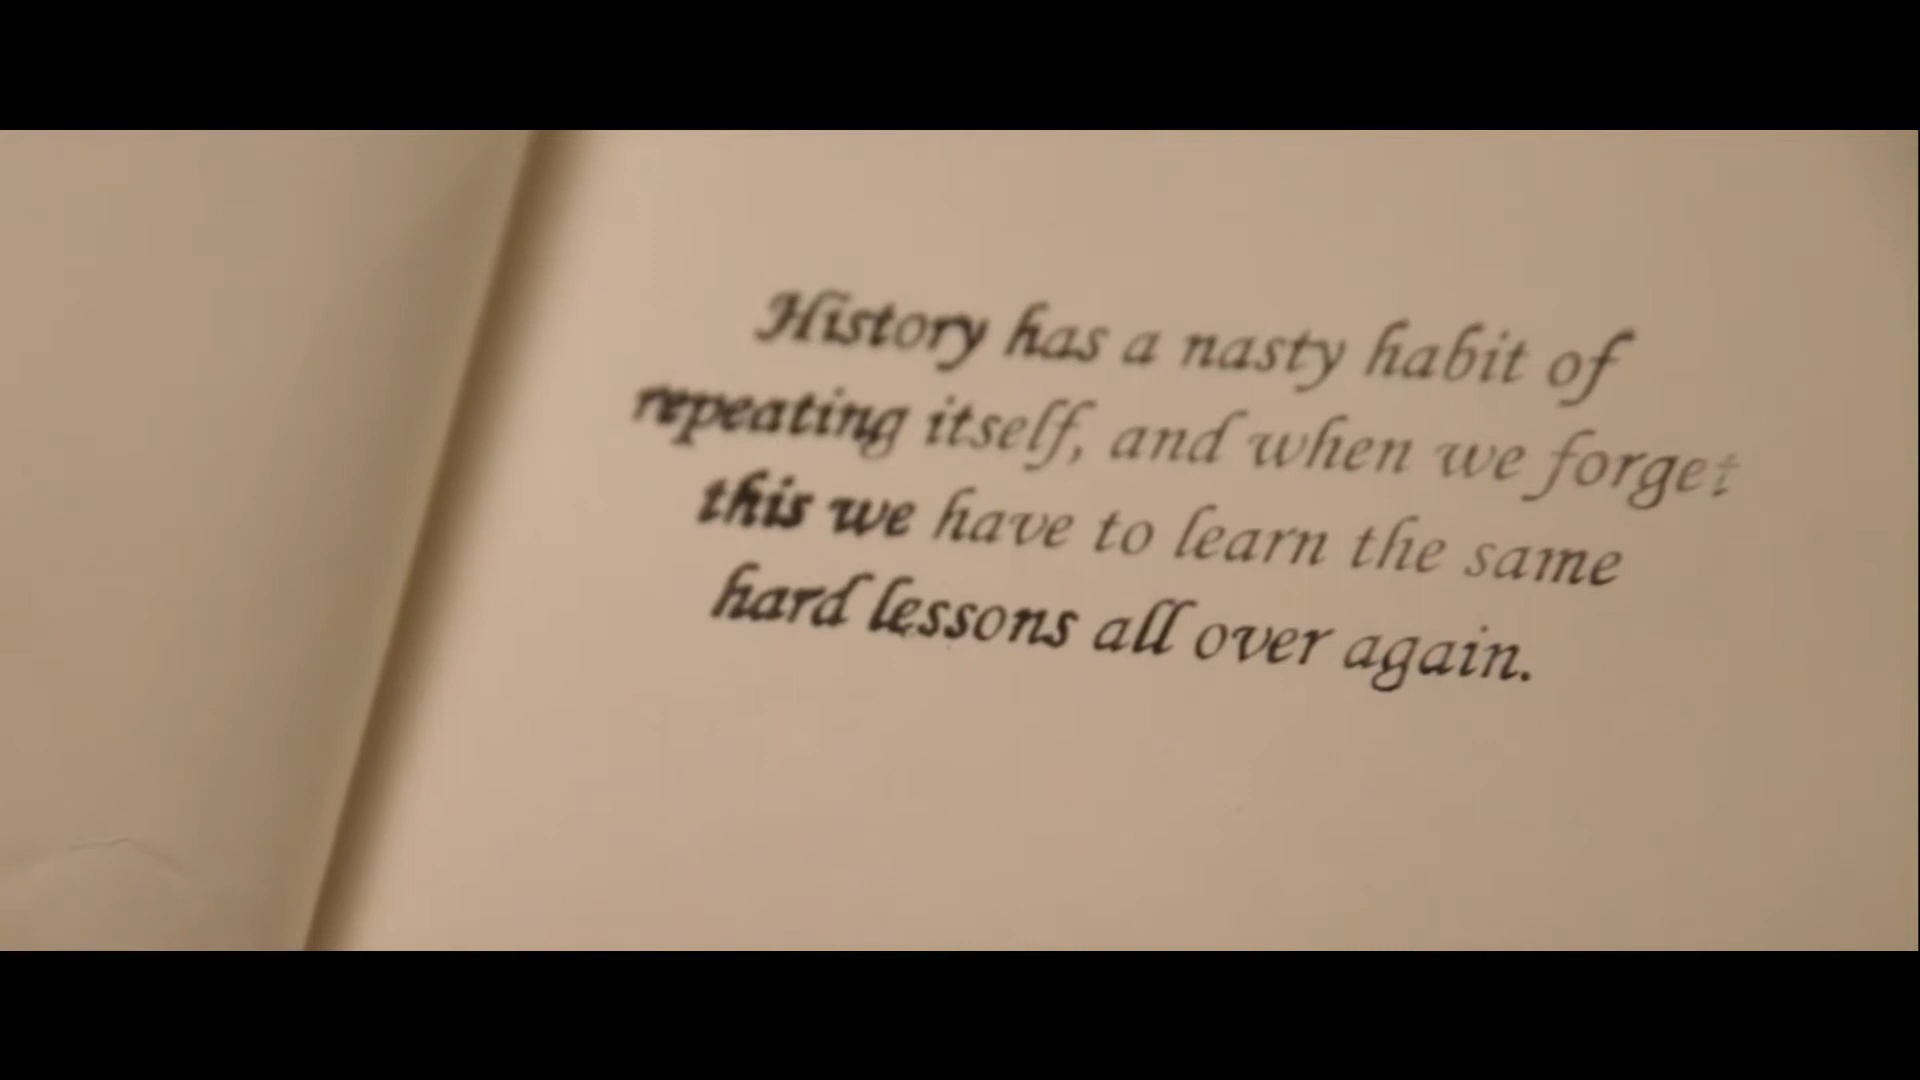 History has a nasty habit of
repeating itself, and when we forget
this we have to learn the same
hard lessons all over again.